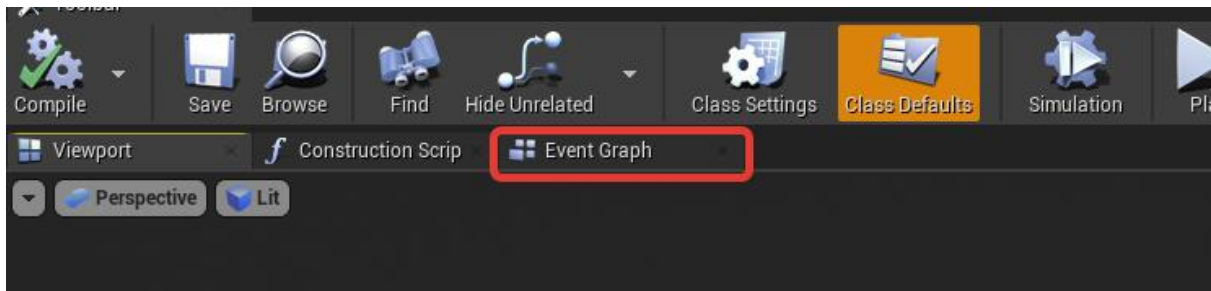 Compile Save Browse Find Hide Unrelated Class Settings Class Defaults Simulation
Viewport Construction Scrip Event Graph
Perspective Lit